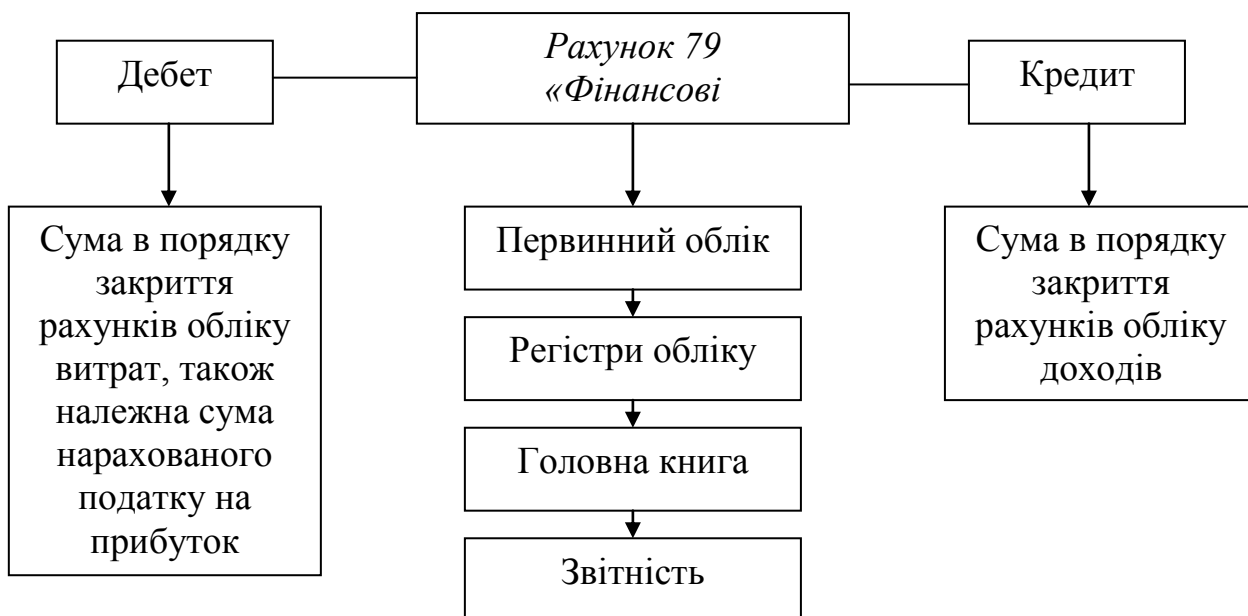 Дебет
Рахунок 79
«Фінансові
Кредит
Сума в порядку
закриття
рахунків обліку
витрат, також
належна сума
нарахованого
податку на
прибуток
Первинний облік
Регістри обліку
Головна книга
Звітність
Сума в порядку
закриття
рахунків обліку
доходів